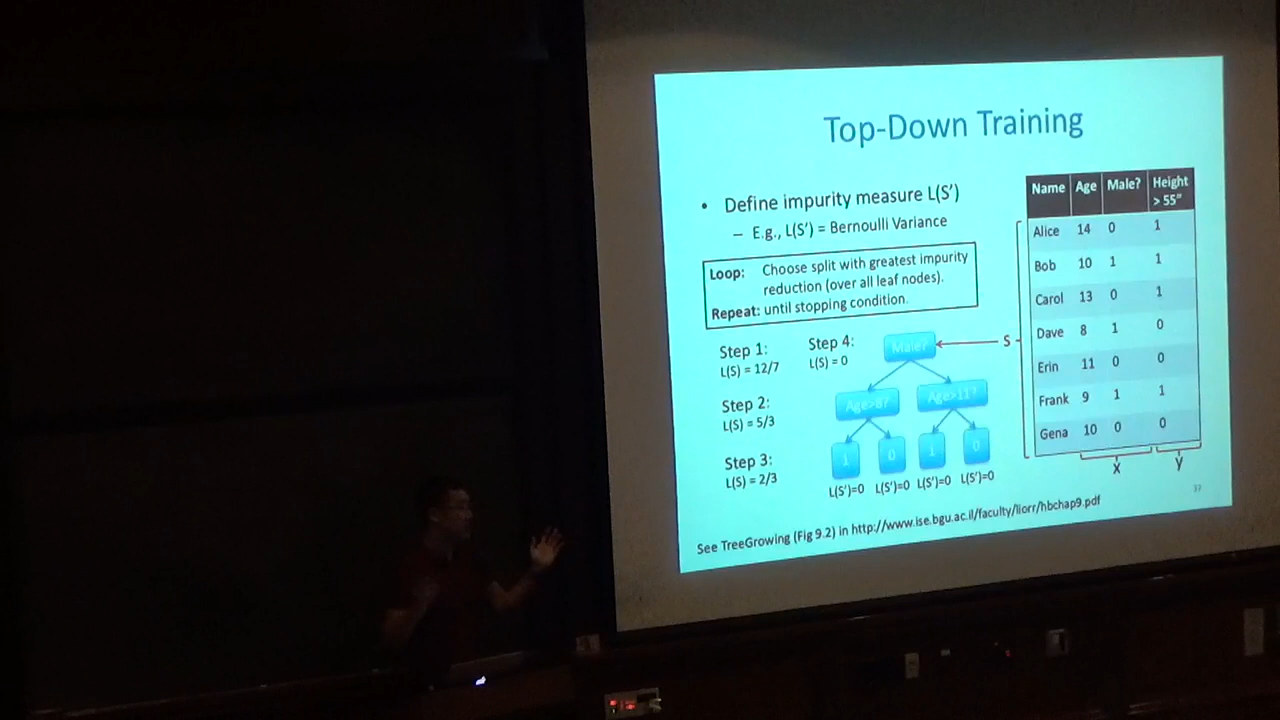 Top-Down Training
• Define impurity measure L(S’)
– E.g., L(S’) = Bernoulli Variance
Loop: Choose split with greatest impurity
reduction (over all leaf nodes).
Repeat: until stopping condition.
Step 1:
L(S) = 12/7
Step 2:
L(S) = 5/3
Step 3:
L(S) = 2/3
Step 4:
L(S) = 0
Male?
Age>8? Age>11?
1 0 1 0
L(S’)=0 L(S’)=0 L(S’)=0 L(S’)=0
S
Name Age Male? Height
> 55”
Alice 14 0 1
Bob 10 1 1
Carol 13 0 1
Dave 8 1 0
Erin 11 0 0
Frank 9 1 1
Gena 10 0 0
x y
See TreeGrowing (Fig 9.2) in http://www.ise.bgu.ac.il/faculty/liorr/hbchap9.pdf